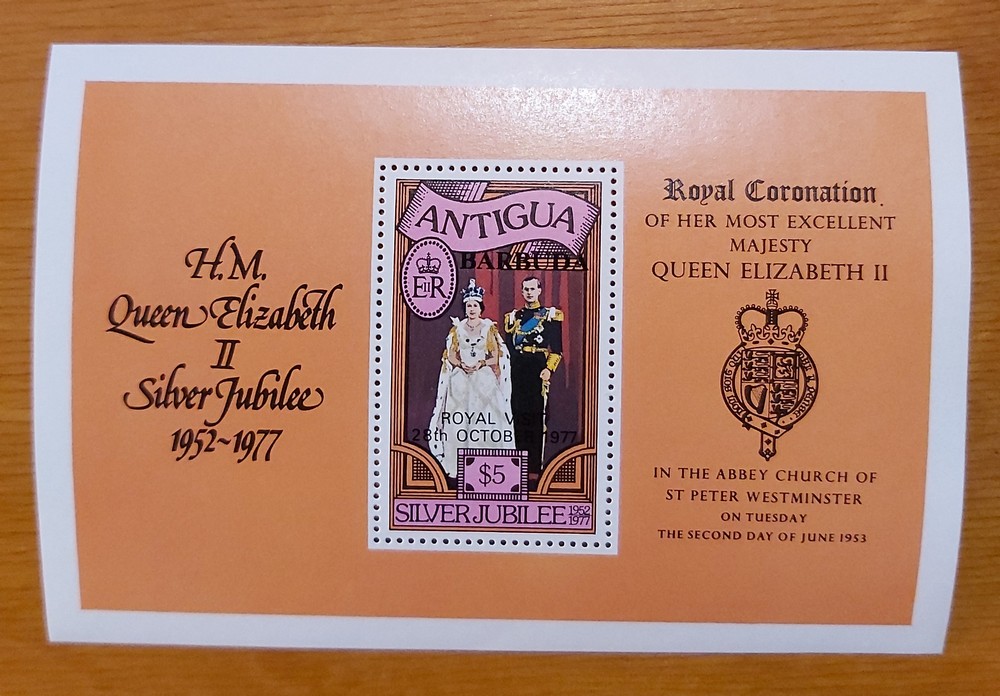 H.M.
Queen Elizabeth
II
Silver Jubilee
1952~1977
ANTIGUA
BARBUDA
EIIR
ROYAL VISIT
28th OCTOBER 1977
$5
SILVER JUBILEE 1952 1977
Royal Coronation
OF HER MOST EXCELLENT
MAJESTY
QUEEN ELIZABETH II
IN THE ABBEY CHURCH OF
ST PETER WESTMINSTER
ON TUESDAY
THE SECOND DAY OF JUNE 1953